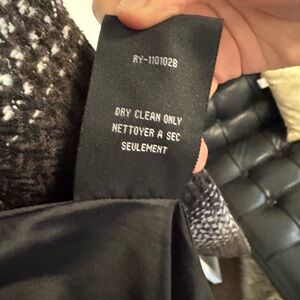 RY-1101028
DRY CLEAN ONLY
NETTOYER A SEC
SEULEMENT